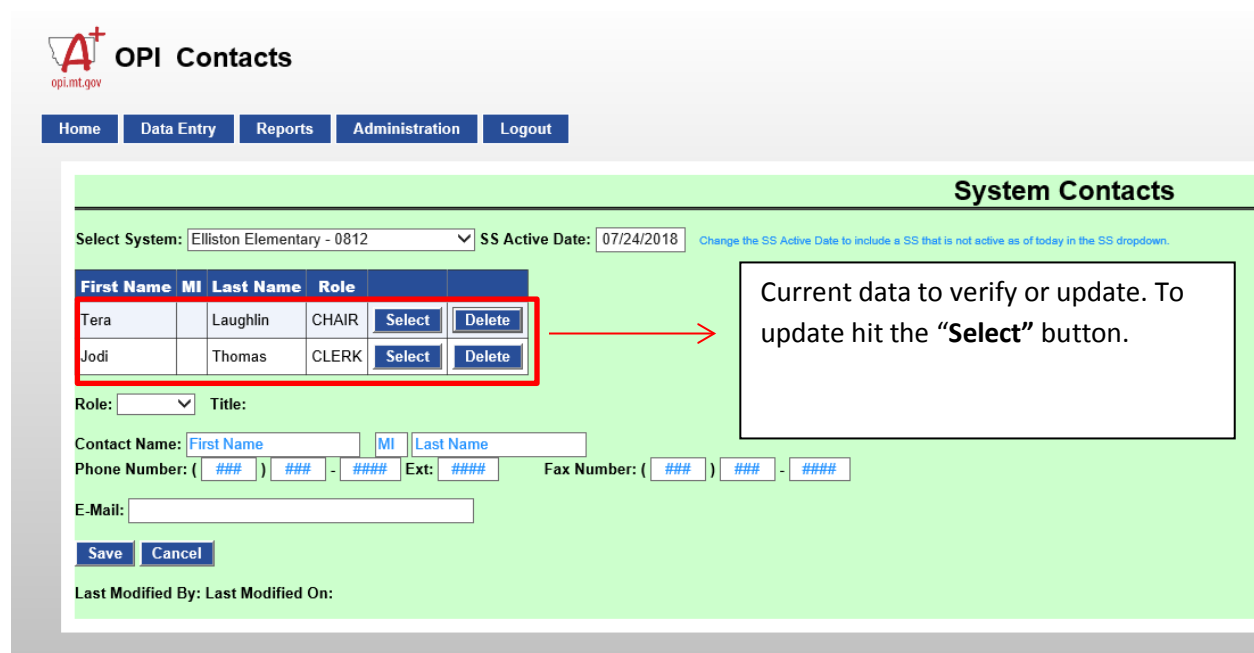 A+ OPI Contacts
opi.mt.gov
Home Data Entry Reports Administration Logout
System Contacts
Select System: Elliston Elementary - 0812 SS Active Date: 07/24/2018 Change the SS Active Date to include a SS that is not active as of today in the SS dropdown.
First Name MI Last Name Role
Tera Laughlin CHAIR Select Delete
Jodi Thomas CLERK Select Delete
Current data to verify or update. To
update hit the “Select” button.
Role: Title:
Contact Name: First Name MI Last Name
Phone Number: ( ### ) ### - #### Ext: #### Fax Number: ( ### ) ### - ####
E-Mail:
Save Cancel
Last Modified By: Last Modified On: